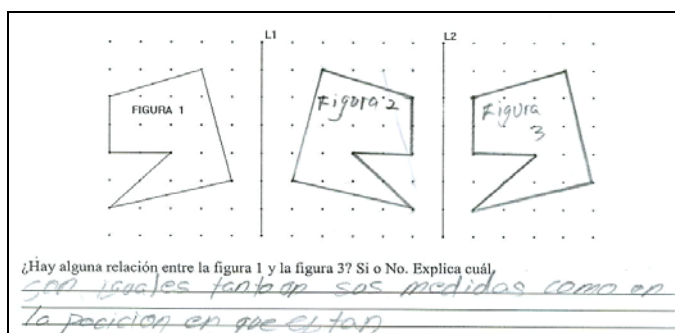 L1 L2
FIGURA 1
Figura 2
Figura
3
¿Hay alguna relación entre la figura 1 y la figura 3? Si o No. Explica cuál.
son iguales tanto en sus medidas como en
la pocición en que estan